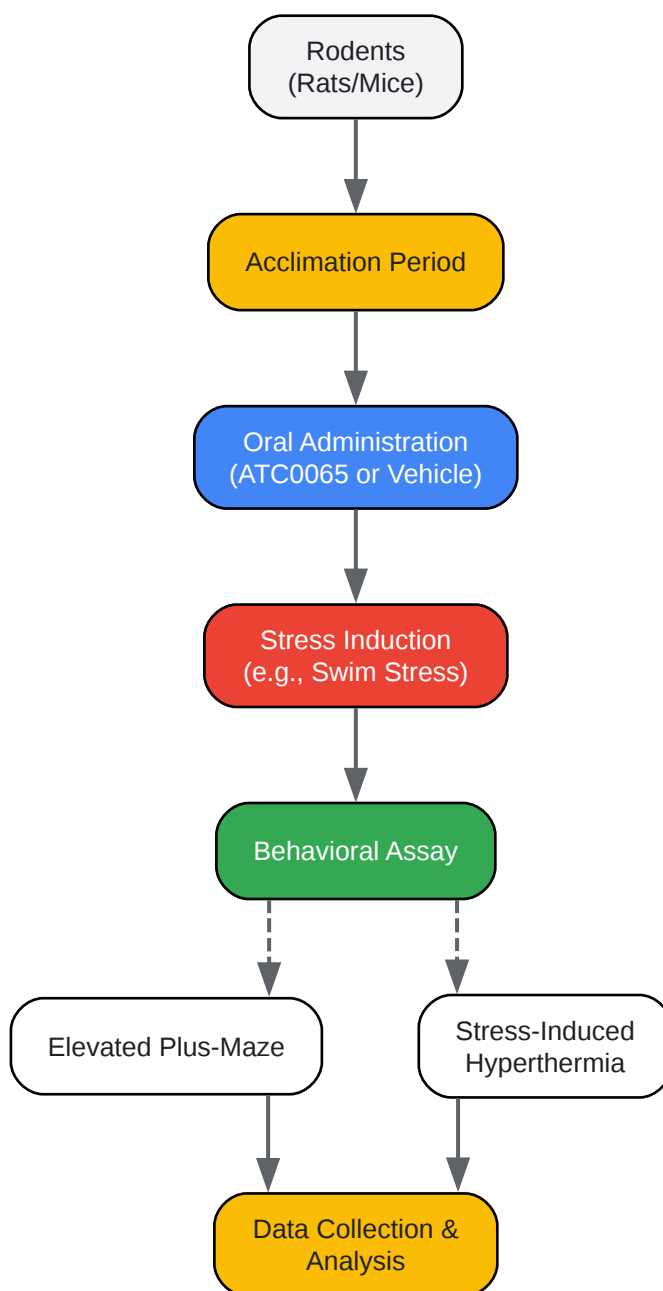 Rodents
(Rats/Mice)
Acclimation Period
Oral Administration
(ATC0065 or Vehicle)
Stress Induction
(e.g., Swim Stress)
Behavioral Assay
Elevated Plus-Maze
Stress-Induced
Hyperthermia
Data Collection &
Analysis